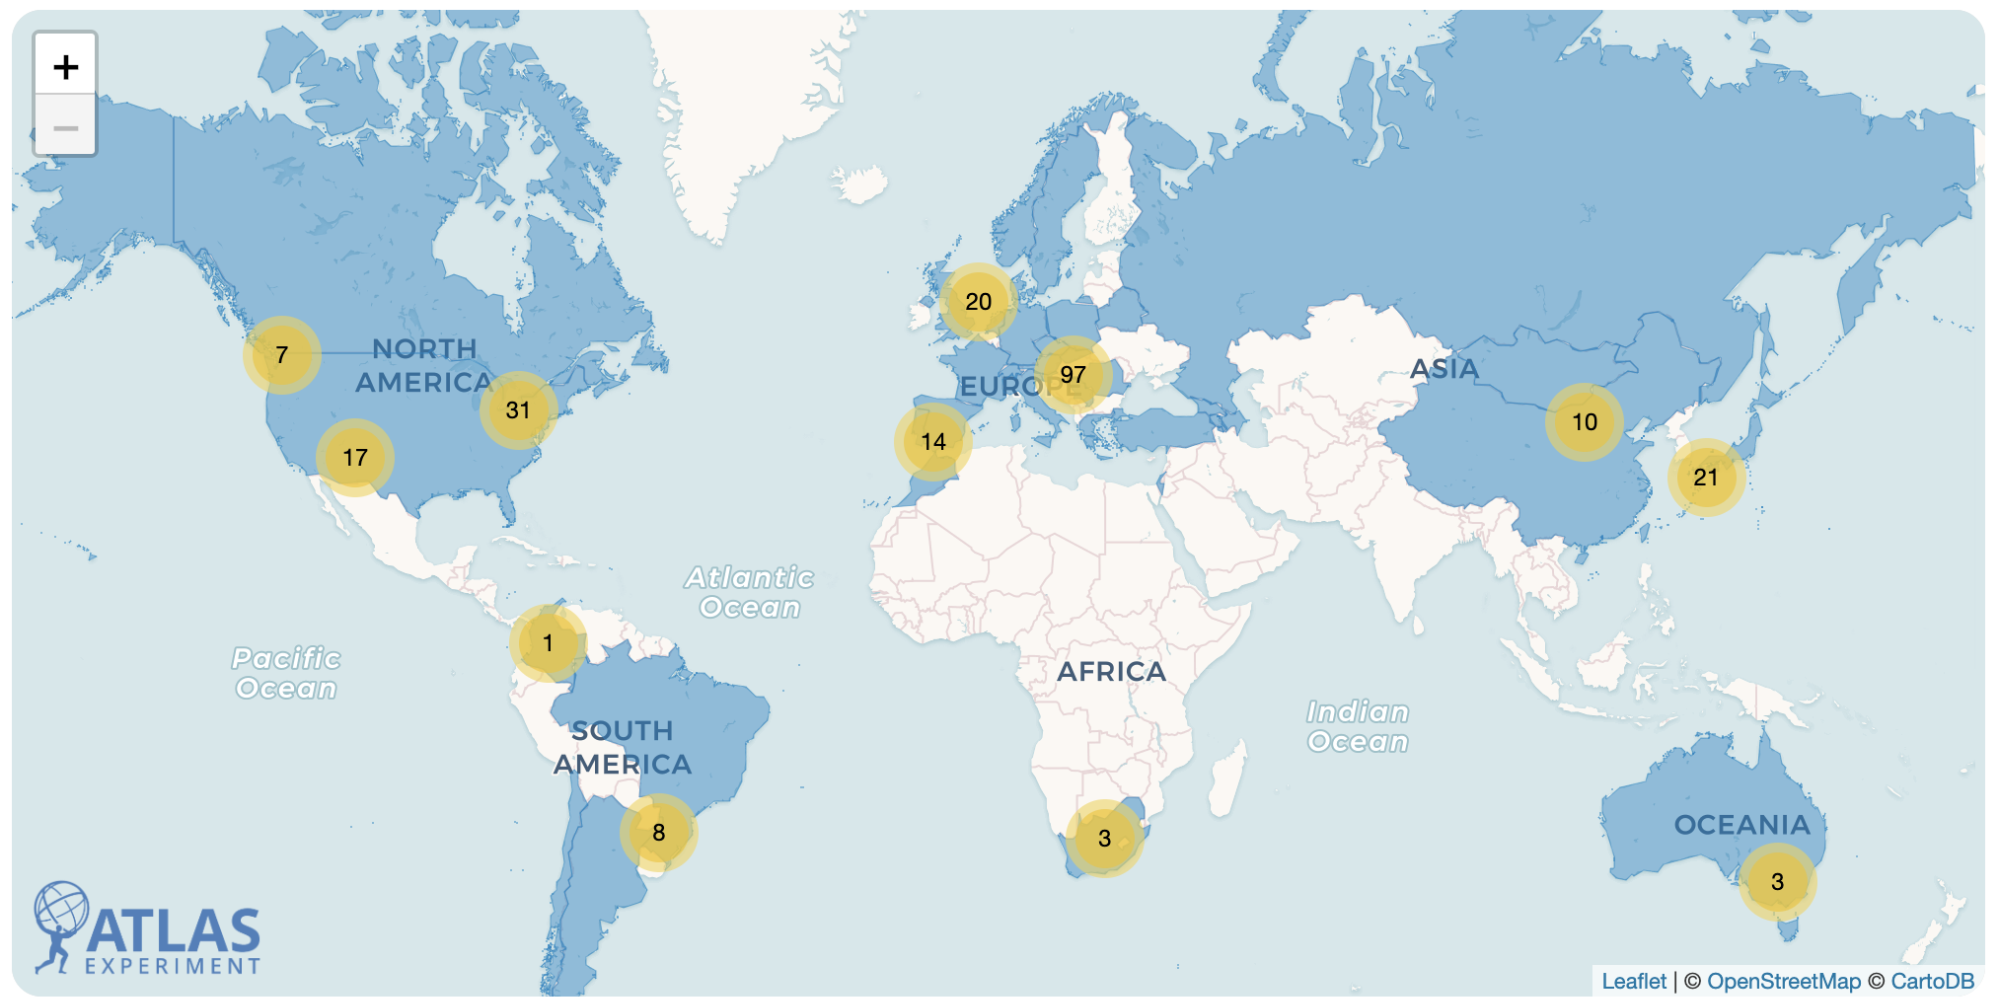 +
−
20
7
NORTH
AMERICA
97
EUROPE
ASIA
31
10
14
17
21
Atlantic
Ocean
1
Pacific
Ocean
AFRICA
Indian
Ocean
SOUTH
AMERICA
8
3
OCEANIA
3
ATLAS
EXPERIMENT
Leaflet | © OpenStreetMap © CartoDB